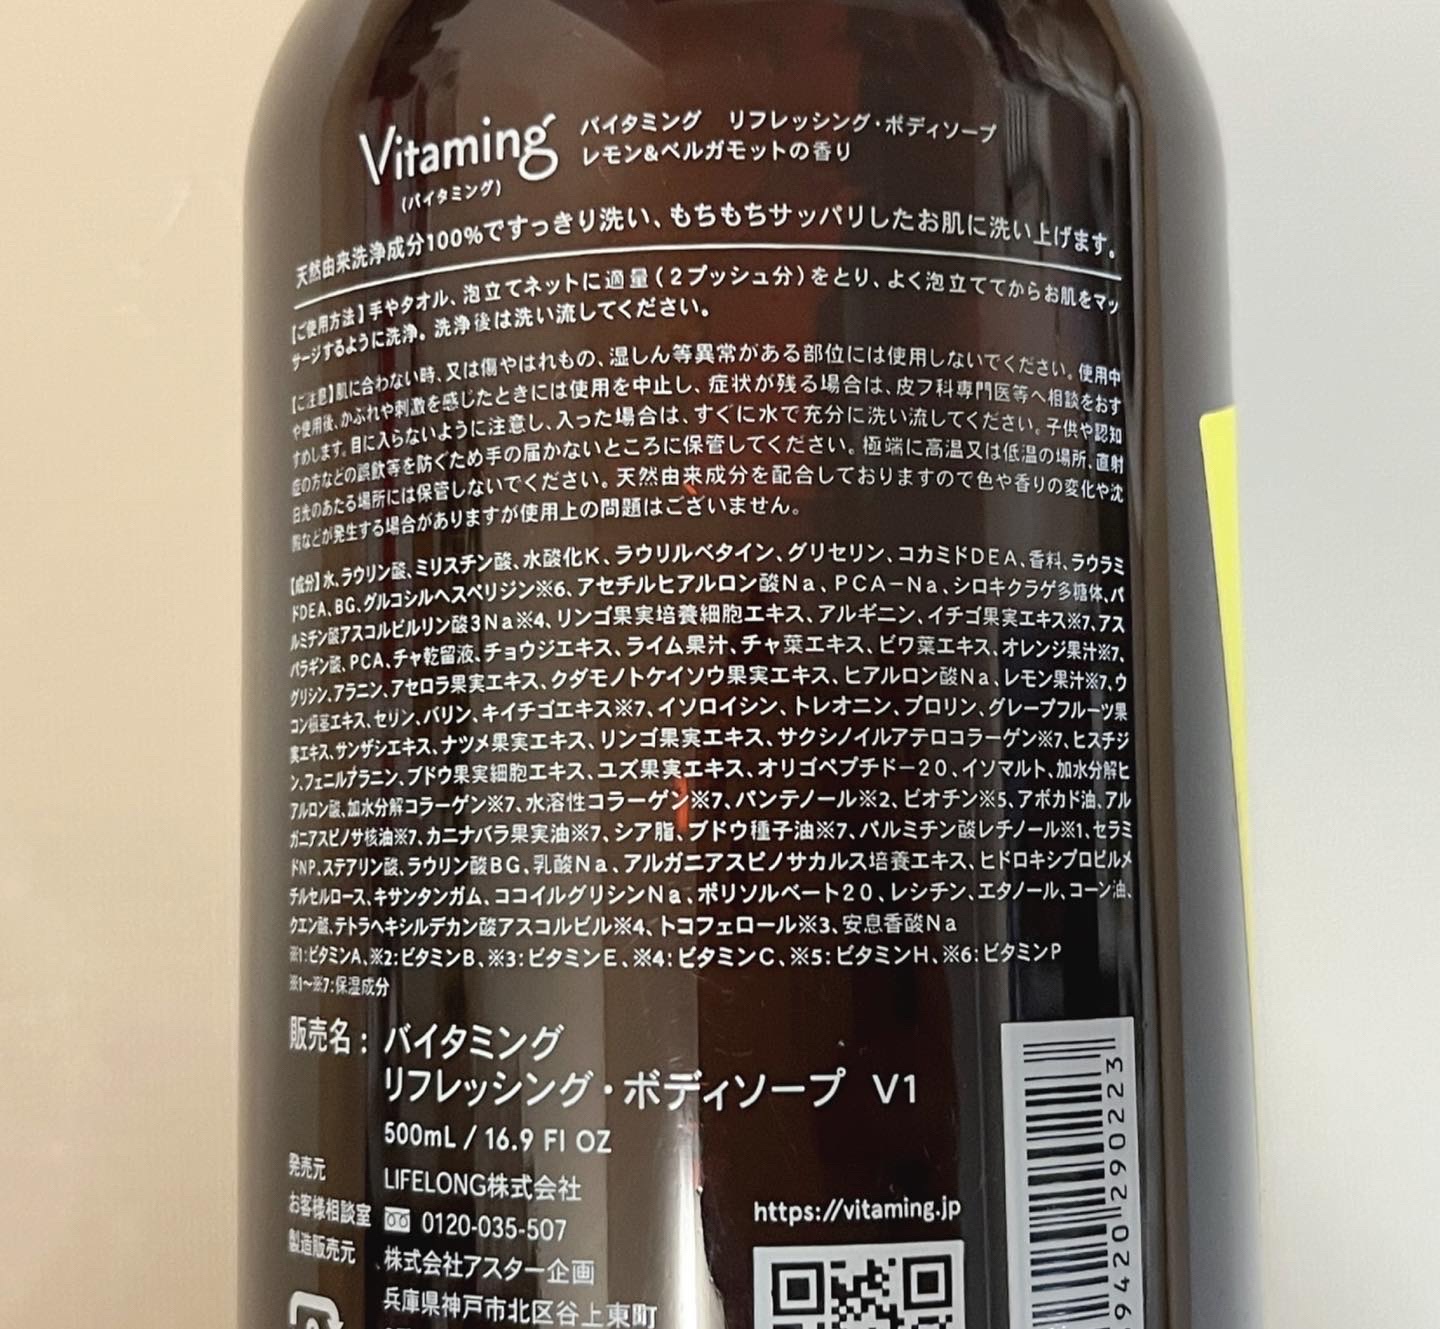 Vitaming バイタミング リフレッシング・ボディソープ
レモン&ベルガモットの香り
(バイタミング)
天然由来洗浄成分100%ですっきり洗い、もちもちサッパリしたお肌に洗い上げます。
【ご使用方法】手やタオル、泡立てネットに適量(2プッシュ分)をとり、よく泡立ててからお肌をマッ
サージするように洗浄。洗浄後は洗い流してください。
【ご注意】肌に合わない時、又は傷やはれもの、湿しん等異常がある部位には使用しないでください。使用中
や使用後、かぶれや刺激を感じたときには使用を中止し、症状が残る場合は、皮フ科専門医等へ相談をおす
すめします。目に入らないように注意し、入った場合は、すぐに水で充分に洗い流してください。子供や認知
症の方などの誤飲等を防ぐため手の届かないところに保管してください。極端に高温又は低温の場所、直射
日光のあたる場所には保管しないでください。天然由来成分を配合しておりますので色や香りの変化や沈
澱などが発生する場合がありますが使用上の問題はございません。
【成分】水、ラウリン酸、ミリスチン酸、水酸化K、ラウリルベタイン、グリセリン、コカミドDEA、香料、ラウラミ
ドDEA、BG、グルコシルヘスペリジン※6、アセチルヒアルロン酸Na、PCA－Na、シロキクラゲ多糖体、パ
ルミチン酸アスコルビルリン酸3Na※4、リンゴ果実培養細胞エキス、アルギニン、イチゴ果実エキス※7、アス
パラギン酸、PCA、チャ乾留液、チョウジエキス、ライム果汁、チャ葉エキス、ビワ葉エキス、オレンジ果汁※7、
グリシン、アラニン、アセロラ果実エキス、クダモノトケイソウ果実エキス、ヒアルロン酸Na、レモン果汁※7、ウ
コン根茎エキス、セリン、バリン、キイチゴエキス※7、イソロイシン、トレオニン、プロリン、グレープフルーツ果
実エキス、サンザシエキス、ナツメ果実エキス、リンゴ果実エキス、サクシノイルアテロコラーゲン※7、ヒスチジ
ン、フェニルアラニン、ブドウ果実細胞エキス、ユズ果実エキス、オリゴペプチドー20、イソマルト、加水分解ヒ
アルロン酸、加水分解コラーゲン※7、水溶性コラーゲン※7、パンテノール※2、ビオチン※5、アボカド油、アル
ガニアスピノサ核油※7、カニナバラ果実油※7、シア脂、ブドウ種子油※7、パルミチン酸レチノール※1、セラミ
ドNP、ステアリン酸、ラウリン酸BG、乳酸Na、アルガニアスピノサカルス培養エキス、ヒドロキシプロピルメ
チルセルロース、キサンタンガム、ココイルグリシンNa、ポリソルベート20、レシチン、エタノール、コーン油、
クエン酸、テトラヘキシルデカン酸アスコルビル※4、トコフェロール※3、安息香酸Na
※1:ビタミンA、※2:ビタミンB、※3:ビタミンE、※4:ビタミンC、※5:ビタミンH、※6:ビタミンP
※1〜※7:保湿成分
販売名：バイタミング
リフレッシング・ボディソープ V1
500mL / 16.9 Fl OZ
発売元 LIFELONG株式会社
お客様相談室 0120-035-507
製造販売元 株式会社アスター企画
兵庫県神戸市北区谷上東町
https://vitaming.jp
9420290223